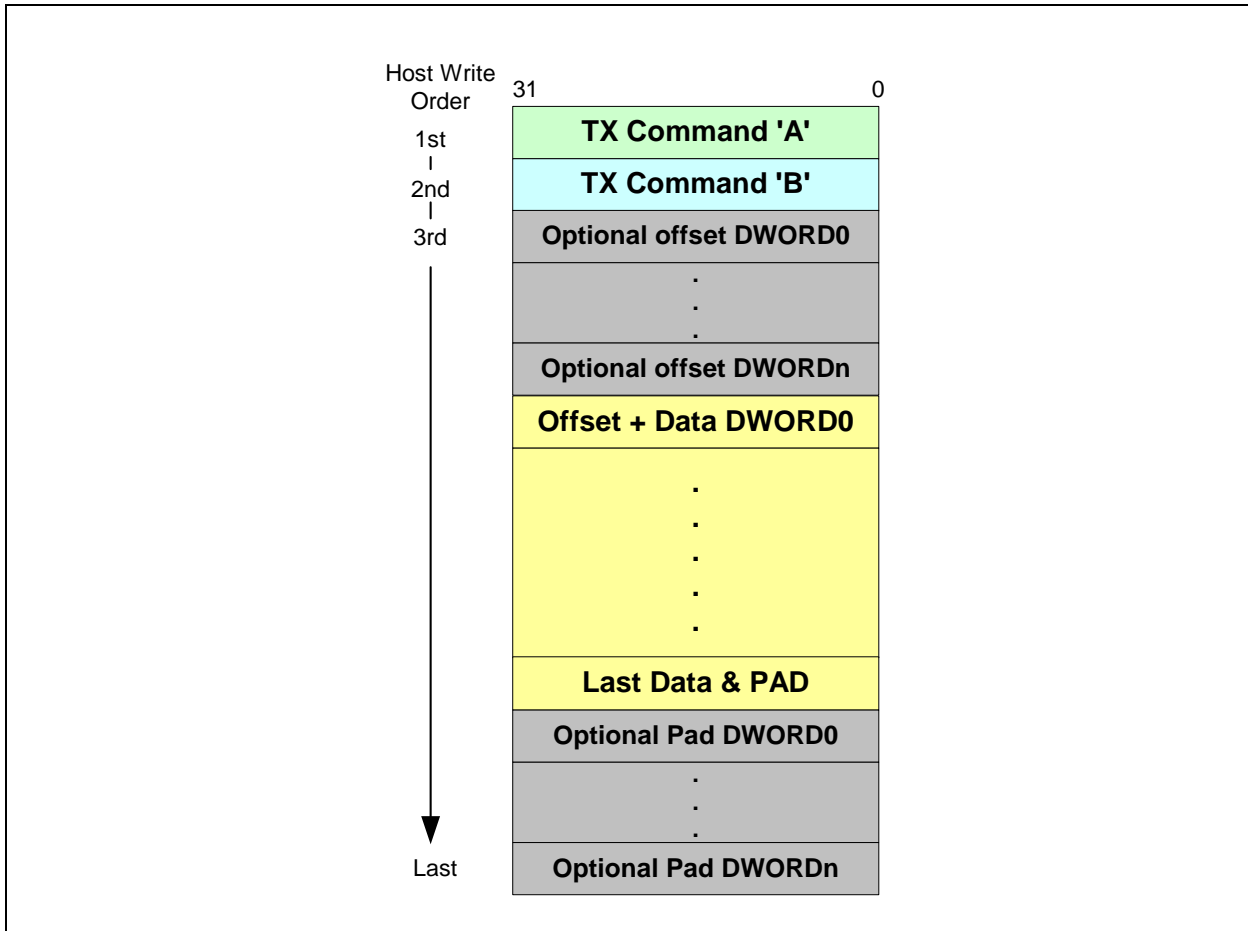 Host Write
Order
31
0
1st
TX Command 'A'
2nd
TX Command 'B'
3rd
Optional offset DWORD0
.
.
.
Optional offset DWORDn
Offset + Data DWORD0
.
.
.
.
.
Last Data & PAD
Optional Pad DWORD0
.
.
.
Last
Optional Pad DWORDn